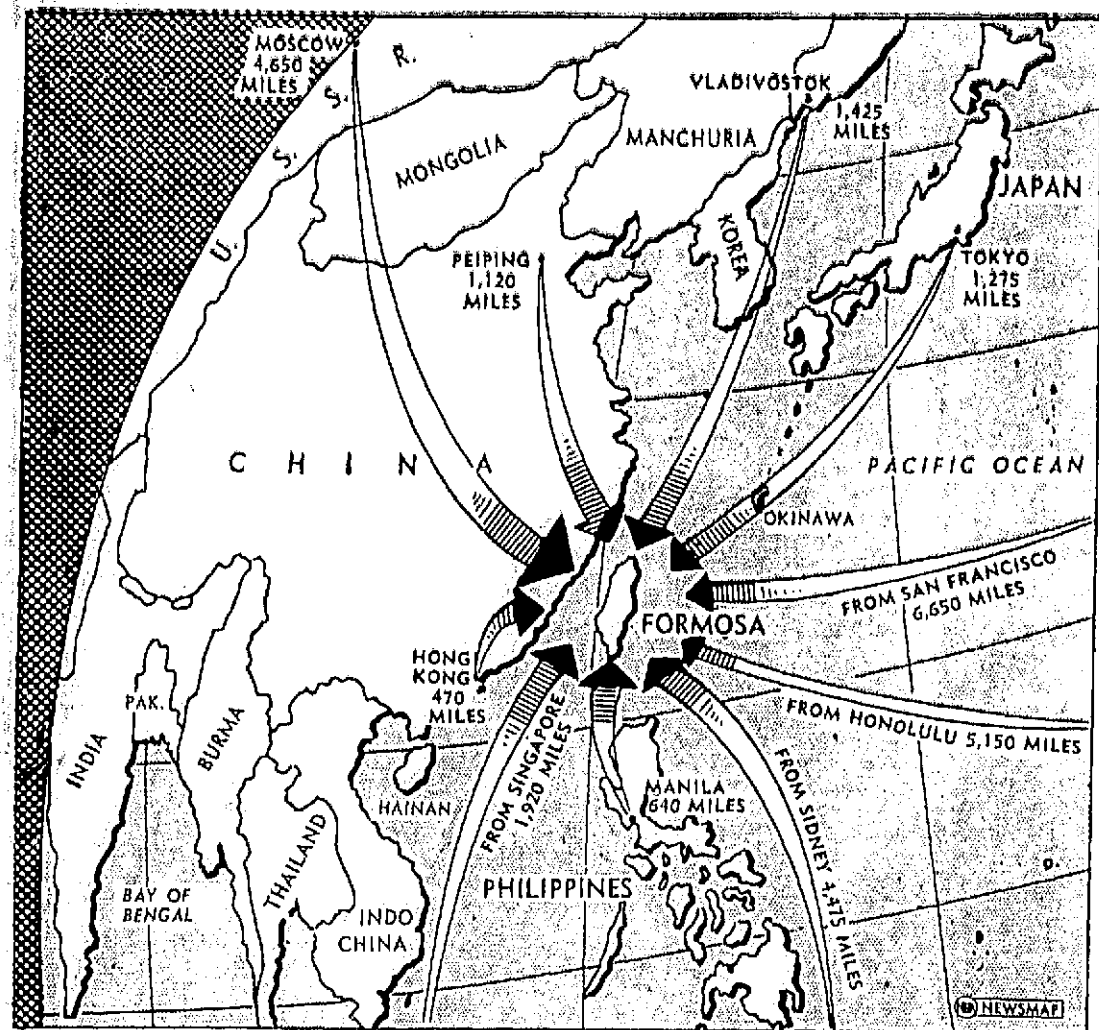 MOSCOW
4,650
MILES
U. S. S. R.
VLADIVOSTOK
1,425
MILES
MONGOLIA
MANCHURIA
JAPAN
KOREA
PEIPING
1,120
MILES
TOKYO
1,275
MILES
CHINA
PACIFIC OCEAN
OKINAWA
FROM SAN FRANCISCO
6,650 MILES
FORMOSA
HONG
KONG
470
MILES
FROM HONOLULU 5,150 MILES
PAK.
INDIA
BURMA
HAINAN
FROM SINGAPORE
1,920 MILES
MANILA
640 MILES
FROM SIDNEY 4,475 MILES
THAILAND
PHILIPPINES
BAY OF
BENGAL
INDO
CHINA
NEWSMAP